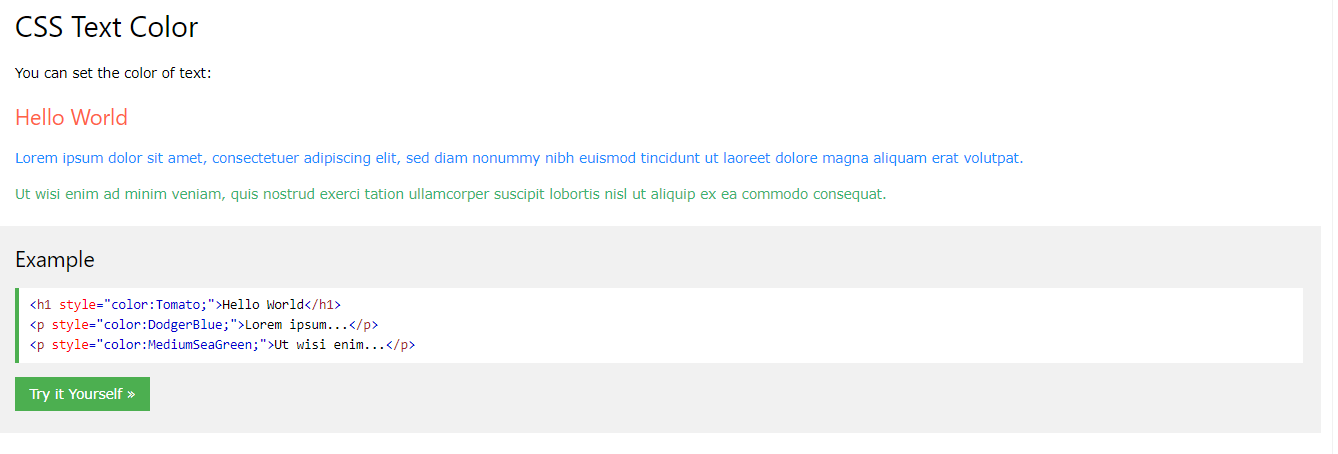 CSS Text Color
You can set the color of text:
Hello World
Lorem ipsum dolor sit amet, consectetuer adipiscing elit, sed diam nonummy nibh euismod tincidunt ut laoreet dolore magna aliquam erat volutpat.
Ut wisi enim ad minim veniam, quis nostrud exerci tation ullamcorper suscipit lobortis nisl ut aliquip ex ea commodo consequat.
Example
<h1 style="color:Tomato;">Hello World</h1>
<p style="color:DodgerBlue;">Lorem ipsum...</p>
<p style="color:MediumSeaGreen;">Ut wisi enim...</p>
Try it Yourself »